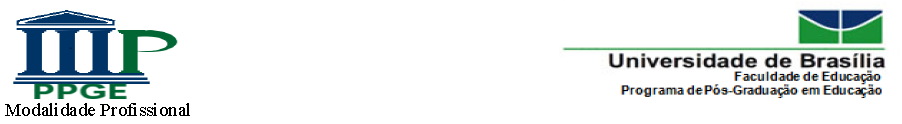 PPGE
Modalidade Profissional
Universidade de Brasília
Faculdade de Educação
Programa de Pós-Graduação em Educação